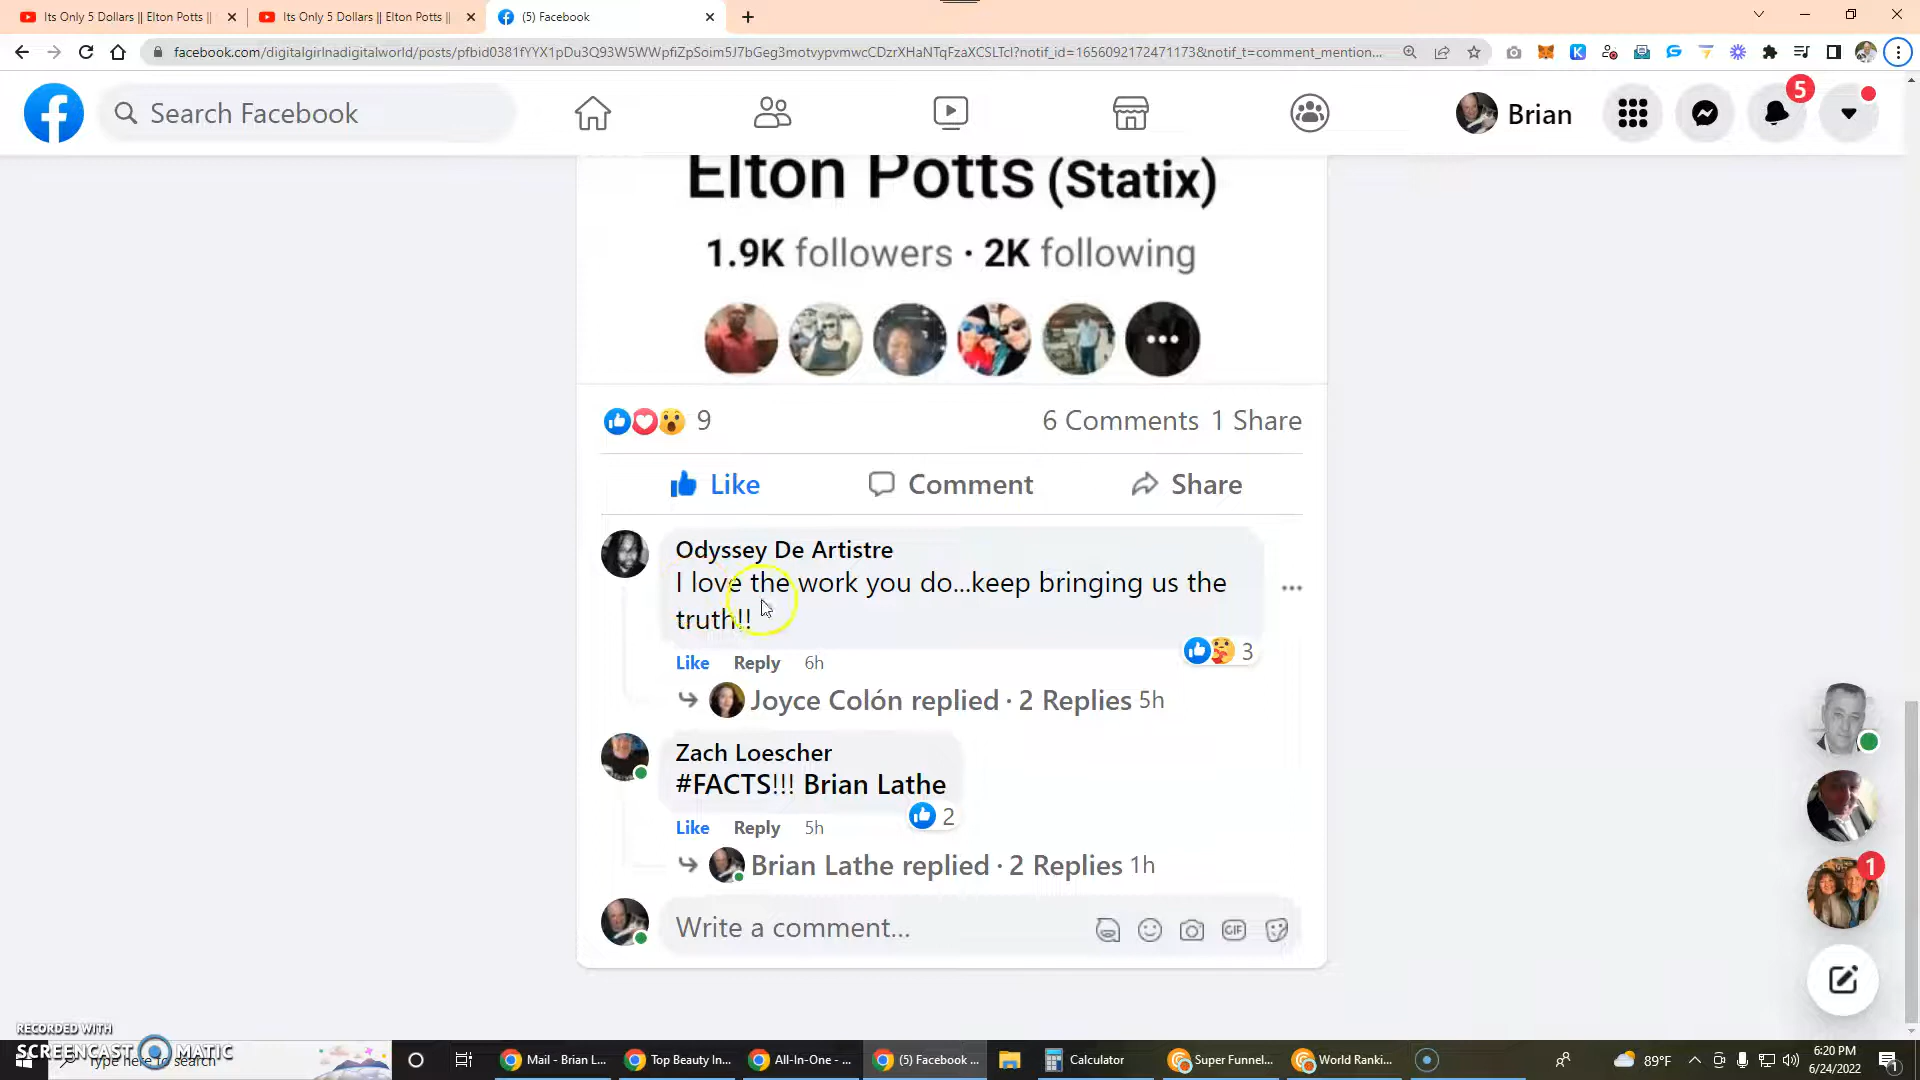 Its Only 5 Dollars || Elton Potts ||
Its Only 5 Dollars || Elton Potts ||
(5) Facebook
facebook.com/digitalgirlnadigitalworld/posts/pfbid0381fYYX1pDu3Q93W5WWpfiZpSoim5J7bGeg3motvypvmwcCDzrXHaNTqFzaXCSLTcl?notif_id=1656092172471173&notif_t=comment_mention...
Search Facebook
Brian
5
Elton Potts (Statix)
1.9K followers · 2K following
9
6 Comments 1 Share
Like
Comment
Share
Odyssey De Artistre
I love the work you do...keep bringing us the
truth!!
3
Like Reply 6h
Joyce Colón replied · 2 Replies 5h
Zach Loescher
#FACTS!!! Brian Lathe
2
Like Reply 5h
Brian Lathe replied · 2 Replies 1h
1
Write a comment...
GIF
RECORDED WITH
SCREENCAST MATIC
Type here to search
Mail - Brian L...
Top Beauty In...
All-In-One - ...
(5) Facebook ...
Calculator
Super Funnel...
World Ranki...
89°F
6:20 PM
6/24/2022
1